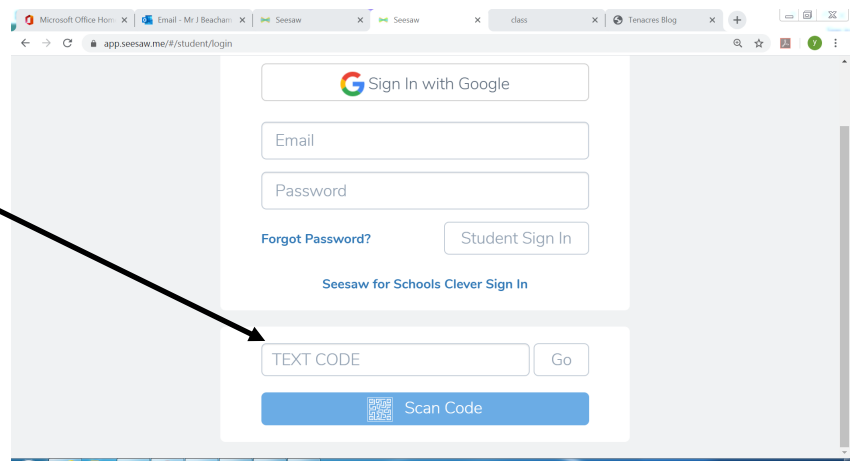 Microsoft Office Hom
Email - Mr J Beacham
Seesaw
Seesaw
class
Tenacres Blog
app.seesaw.me/#/student/login
Y
Sign In with Google
Email
Password
Forgot Password?
Student Sign In
Seesaw for Schools Clever Sign In
TEXT CODE
Go
Scan Code